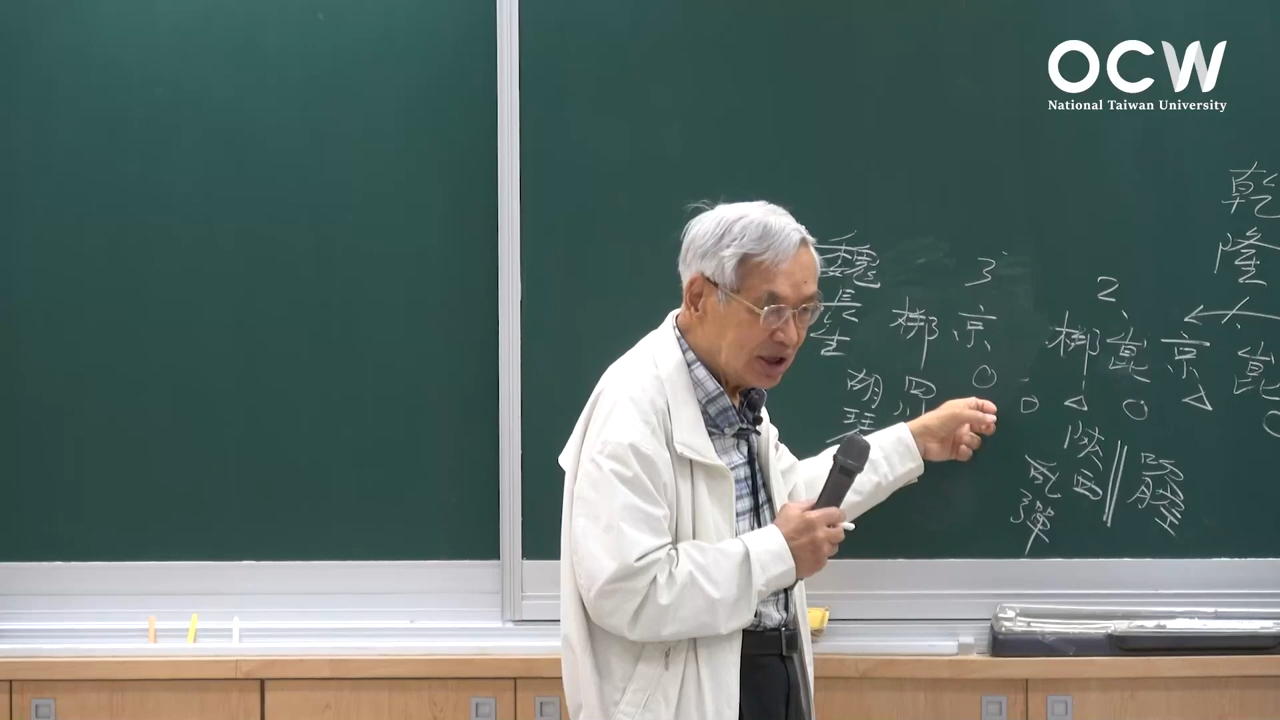 OCW
National Taiwan University
乾隆
崑
京
2、
崑
梆
陝西
亂彈
3、
京
梆
魏長生
胡琴